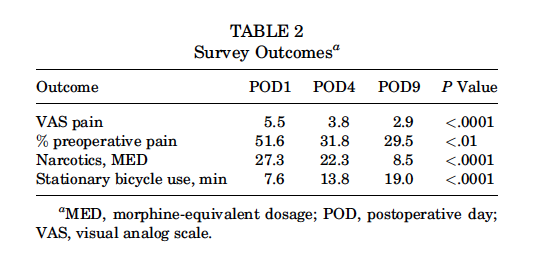 TABLE 2
Survey Outcomesa
Outcome POD1 POD4 POD9 P Value
VAS pain 5.5 3.8 2.9 <.0001
% preoperative pain 51.6 31.8 29.5 <.01
Narcotics, MED 27.3 22.3 8.5 <.0001
Stationary bicycle use, min 7.6 13.8 19.0 <.0001
aMED, morphine-equivalent dosage; POD, postoperative day;
VAS, visual analog scale.